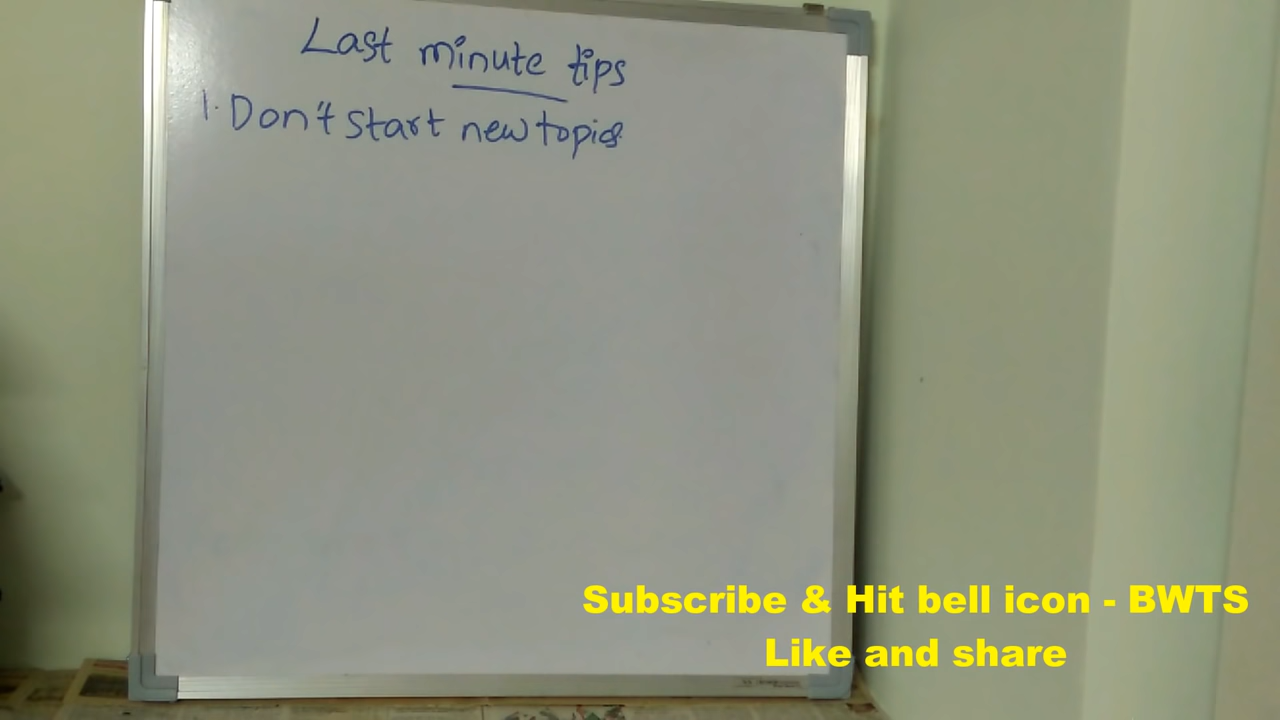 Last minute tips
1. Don't start new topics
Subscribe & Hit bell icon - BWTS
Like and share